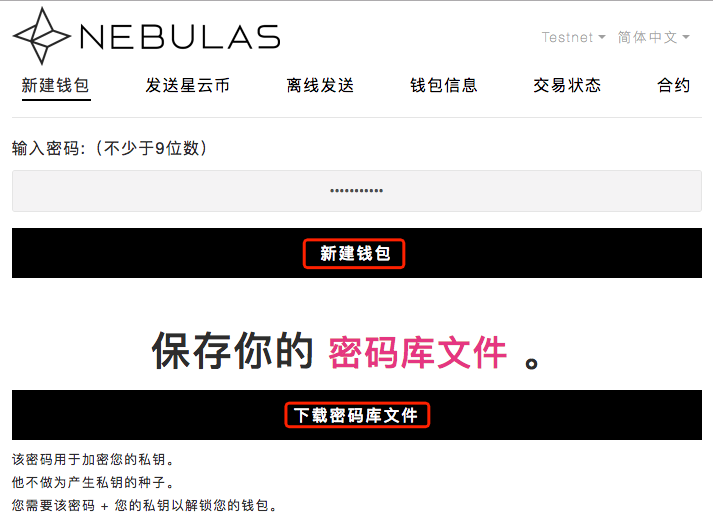 NEBULAS
Testnet 简体中文
新建钱包 发送星云币 离线发送 钱包信息 交易状态 合约
输入密码:（不少于9位数）
•••••••••••
新建钱包
保存你的 密码库文件 。
下载密码库文件
该密码用于加密您的私钥。
他不做为产生私钥的种子。
您需要该密码 + 您的私钥以解锁您的钱包。